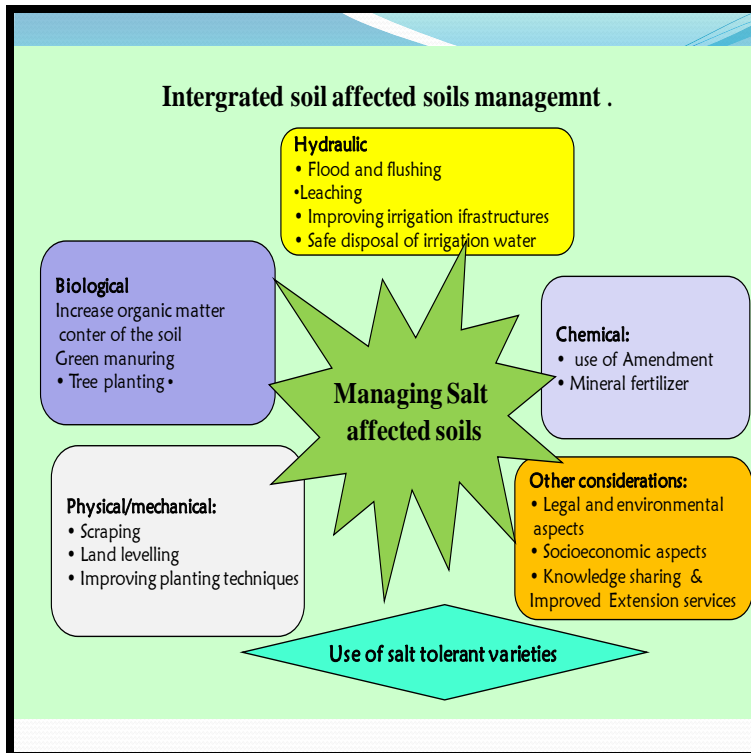 Intergrated soil affected soils managemnt .
Hydraulic
• Flood and flushing
•Leaching
• Improving irrigation ifrastructures
• Safe disposal of irrigation water
Biological
Increase organic matter
conter of the soil
Green manuring
• Tree planting •
Managing Salt
affected soils
Chemical:
• use of Amendment
• Mineral fertilizer
Physical/mechanical:
• Scraping
• Land levelling
• Improving planting techniques
Other considerations:
• Legal and environmental
aspects
• Socioeconomic aspects
• Knowledge sharing &
Improved Extension services
Use of salt tolerant varieties